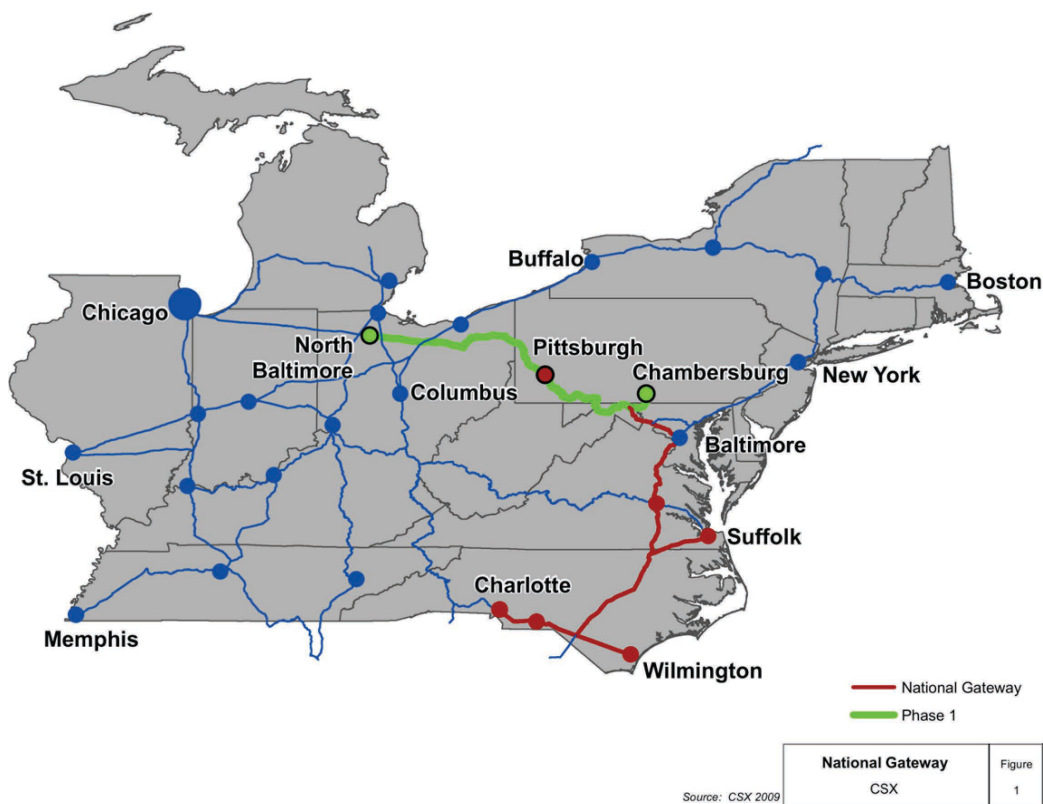 Buffalo
Boston
Chicago
North
Baltimore
Pittsburgh
Chambersburg
New York
Columbus
Baltimore
St. Louis
Suffolk
Charlotte
Memphis
Wilmington
National Gateway
Phase 1
National Gateway
CSX
Figure
1
Source: CSX 2009